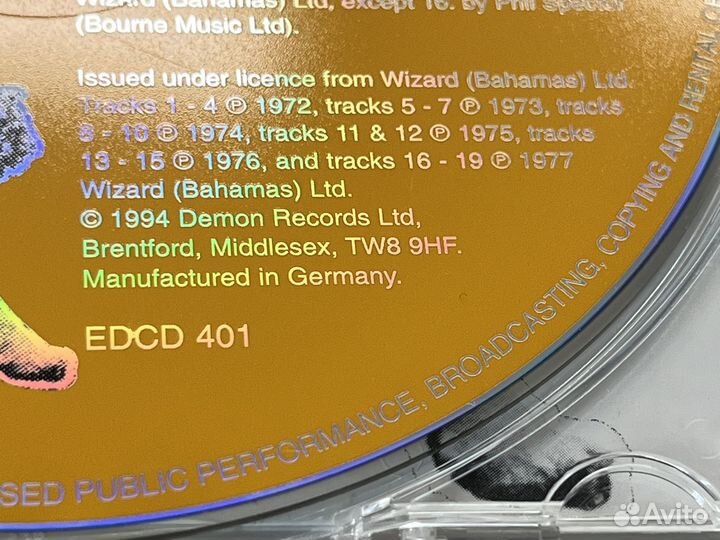 Wizard (Bahamas) Ltd, except 16. by Phil Spector
(Bourne Music Ltd).
Issued under licence from Wizard (Bahamas) Ltd.
Tracks 1 - 4 ℗ 1972, tracks 5 - 7 ℗ 1973, tracks
8 - 10 ℗ 1974, tracks 11 & 12 ℗ 1975, tracks
13 - 15 ℗ 1976, and tracks 16 - 19 ℗ 1977
Wizard (Bahamas) Ltd.
© 1994 Demon Records Ltd,
Brentford, Middlesex, TW8 9HF.
Manufactured in Germany.
EDCD 401
SED PUBLIC PERFORMANCE, BROADCASTING, COPYING AND RENTAL OF
Avito